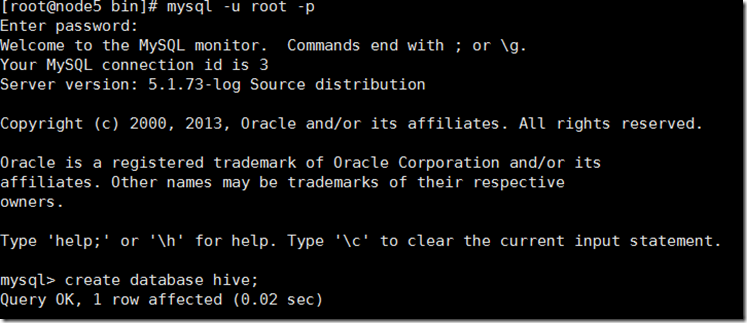 [root@node5 bin]# mysql -u root -p
Enter password:
Welcome to the MySQL monitor.  Commands end with ; or \g.
Your MySQL connection id is 3
Server version: 5.1.73-log Source distribution
Copyright (c) 2000, 2013, Oracle and/or its affiliates. All rights reserved.
Oracle is a registered trademark of Oracle Corporation and/or its
affiliates. Other names may be trademarks of their respective
owners.
Type 'help;' or '\h' for help. Type '\c' to clear the current input statement.
mysql> create database hive;
Query OK, 1 row affected (0.02 sec)